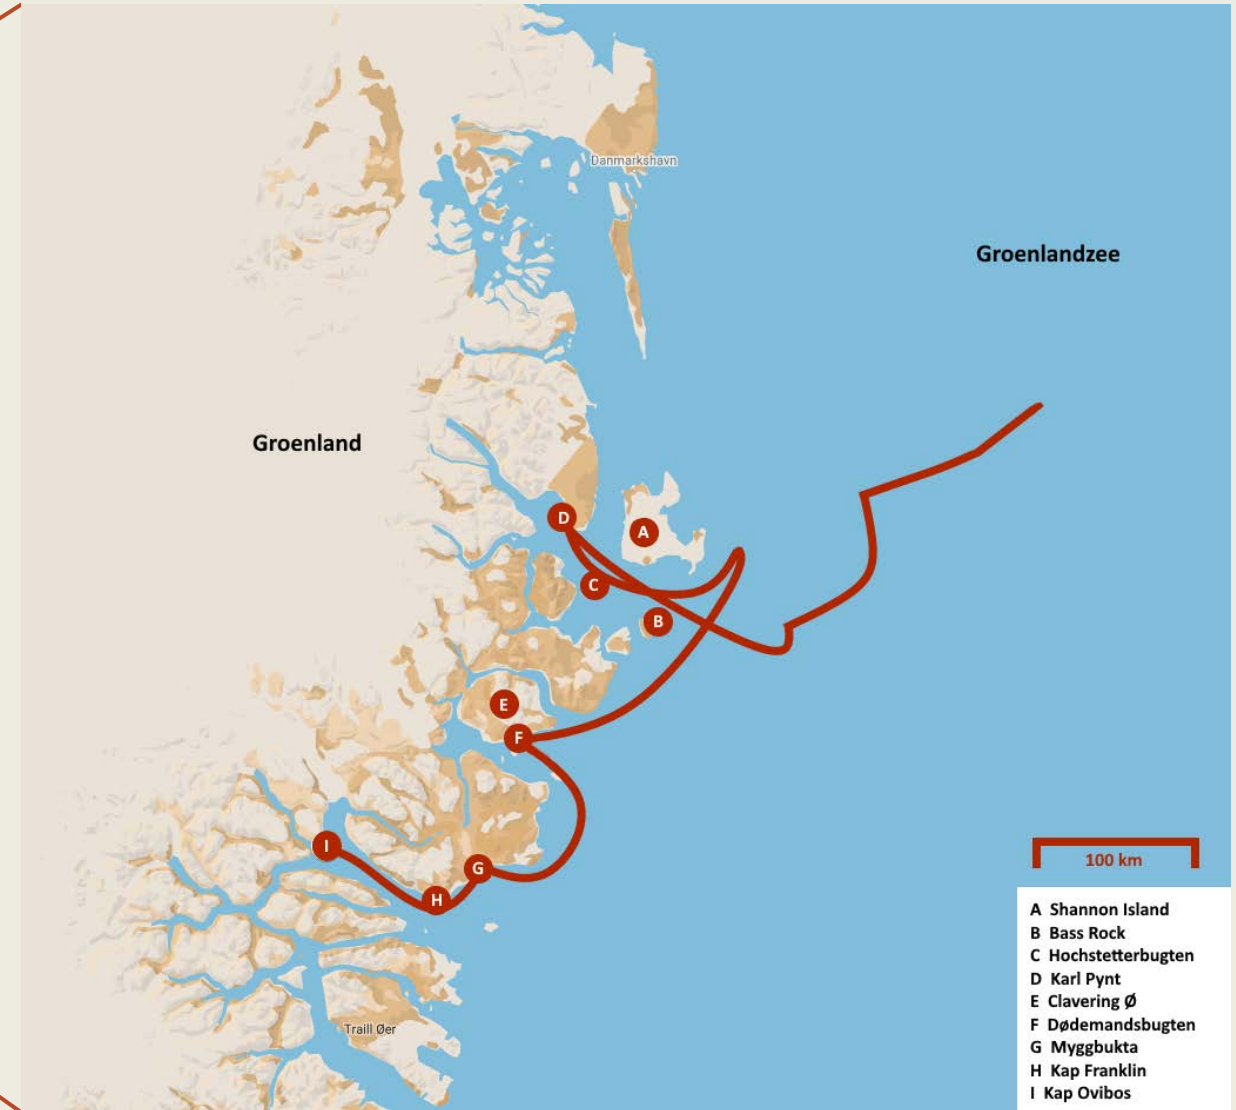 Danmarkshavn
Groenlandzee
Groenland
D
A
C
B
E
F
I
G
H
Traill Øer
100 km
A Shannon Island
B Bass Rock
C Hochstetterbugten
D Karl Pynt
E Clavering Ø
F Dødemandsbugten
G Myggbukta
H Kap Franklin
I Kap Ovibos